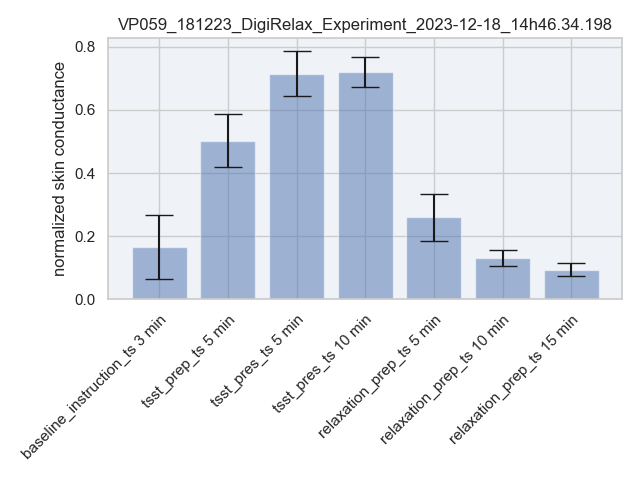 VP059_181223_DigiRelax_Experiment_2023-12-18_14h46.34.198
normalized skin conductance
0.8
0.6
0.4
0.2
0.0
baseline_instruction_ts 3 min
tsst_prep_ts 5 min
tsst_pres_ts 5 min
tsst_pres_ts 10 min
relaxation_prep_ts 5 min
relaxation_prep_ts 10 min
relaxation_prep_ts 15 min